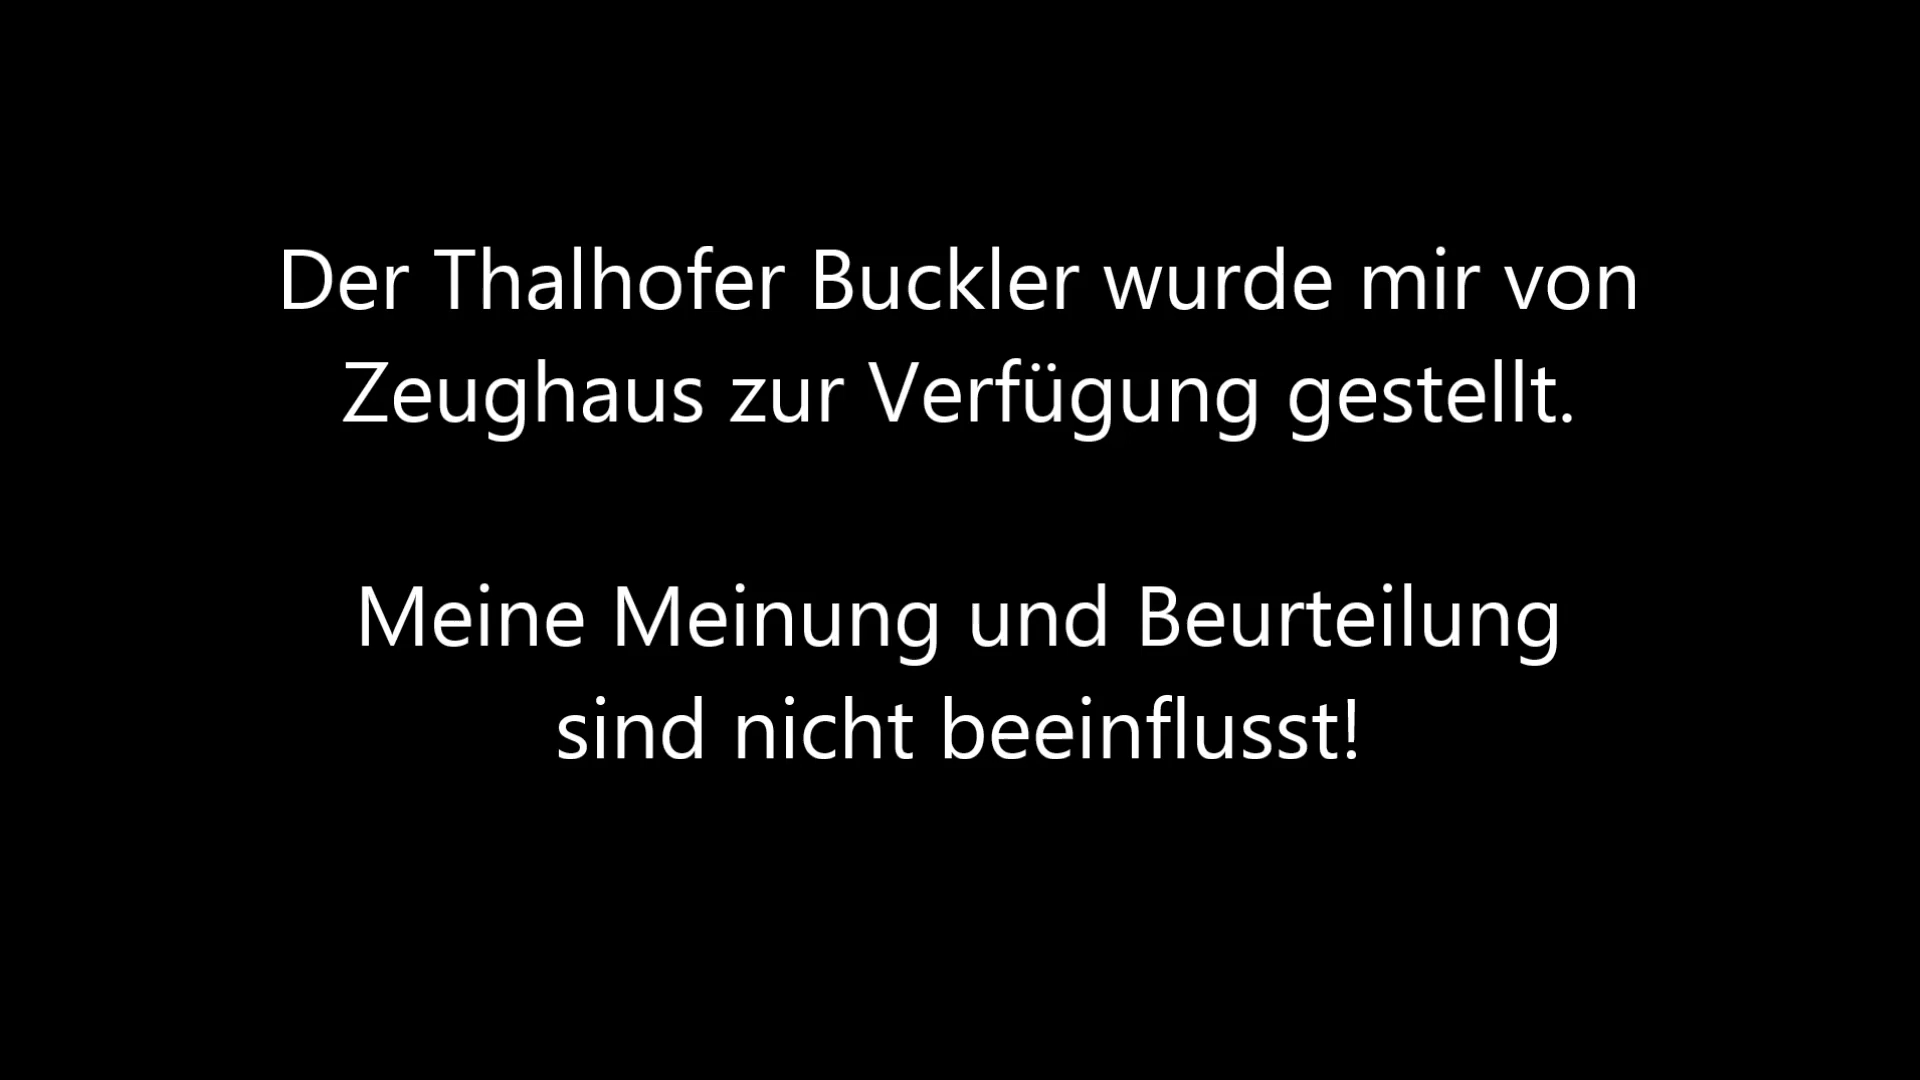 Der Thalhofer Buckler wurde mir von
Zeughaus zur Verfügung gestellt.
Meine Meinung und Beurteilung
sind nicht beeinflusst!